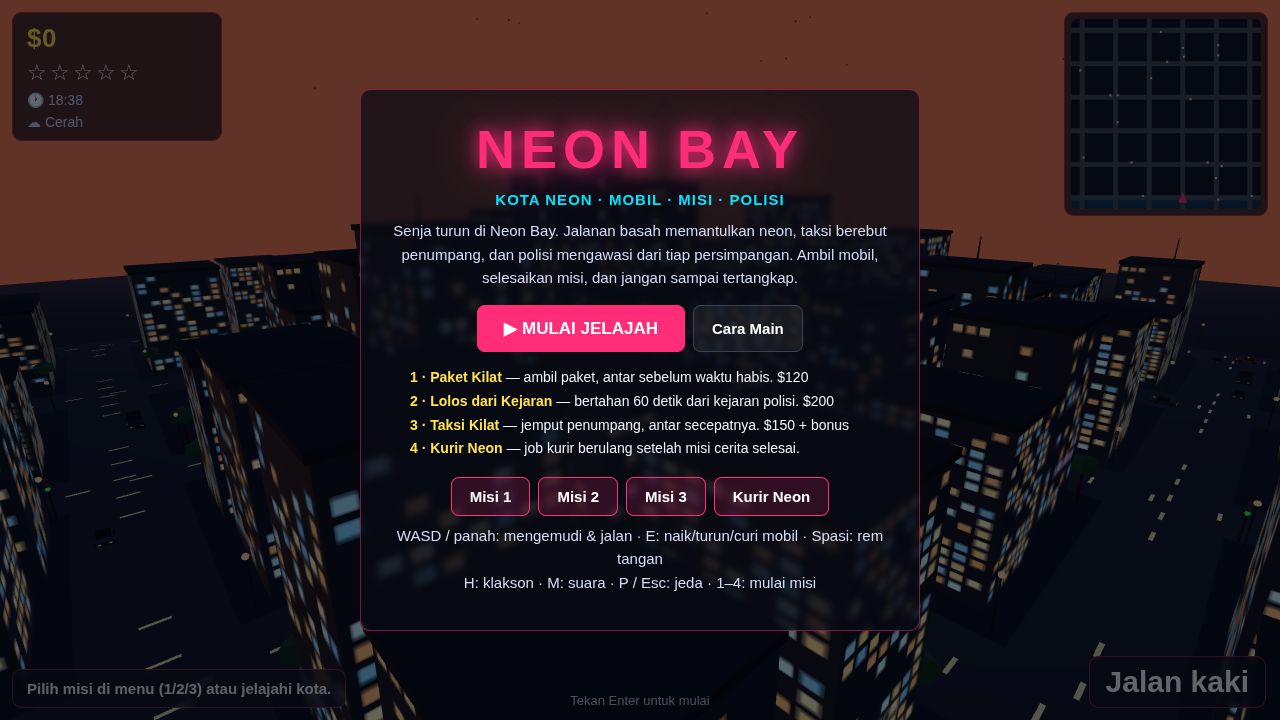 $0
☆☆☆☆☆
🕐 18:38
☁ Cerah
NEON BAY
KOTA NEON · MOBIL · MISI · POLISI
Senja turun di Neon Bay. Jalanan basah memantulkan neon, taksi berebut
penumpang, dan polisi mengawasi dari tiap persimpangan. Ambil mobil,
selesaikan misi, dan jangan sampai tertangkap.
▶ MULAI JELAJAH
Cara Main
1 · Paket Kilat — ambil paket, antar sebelum waktu habis. $120
2 · Lolos dari Kejaran — bertahan 60 detik dari kejaran polisi. $200
3 · Taksi Kilat — jemput penumpang, antar secepatnya. $150 + bonus
4 · Kurir Neon — job kurir berulang setelah misi cerita selesai.
Misi 1
Misi 2
Misi 3
Kurir Neon
WASD / panah: mengemudi & jalan · E: naik/turun/curi mobil · Spasi: rem
tangan
H: klakson · M: suara · P / Esc: jeda · 1–4: mulai misi
Pilih misi di menu (1/2/3) atau jelajahi kota.
Tekan Enter untuk mulai
Jalan kaki